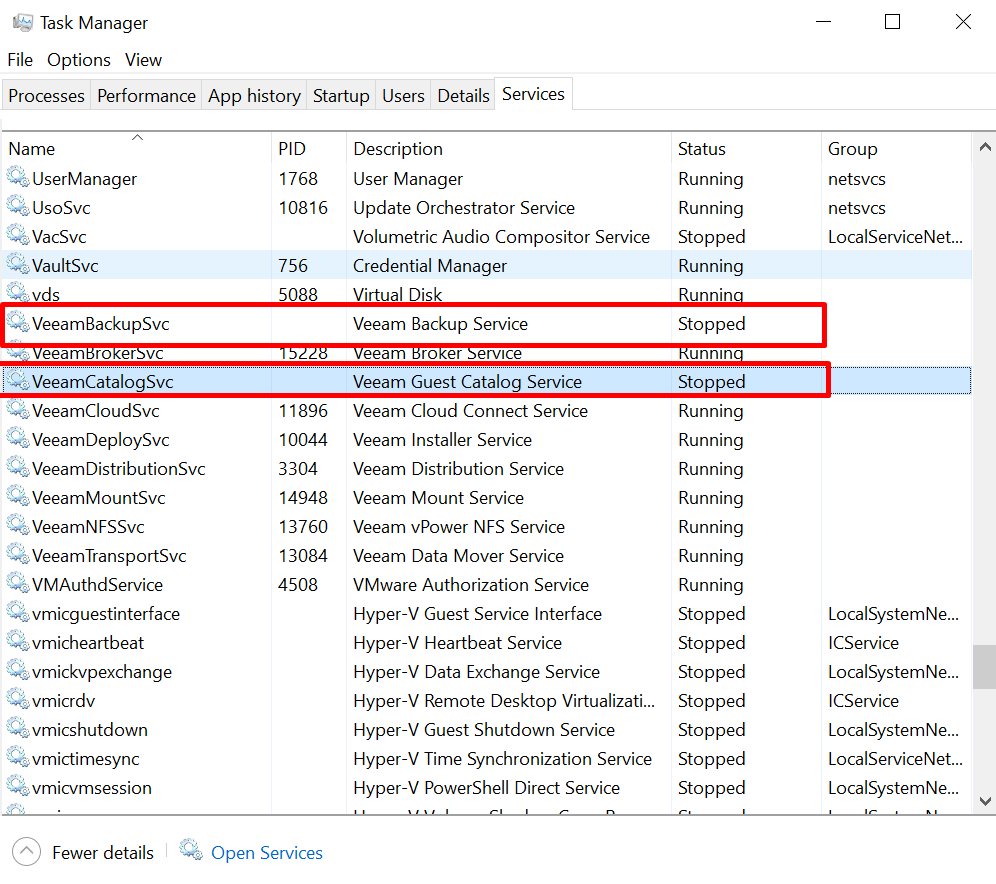 Task Manager
File Options View
Processes Performance App history Startup Users Details Services
Name PID Description Status Group
UserManager 1768 User Manager Running netsvcs
UsoSvc 10816 Update Orchestrator Service Running netsvcs
VacSvc Volumetric Audio Compositor Service Stopped LocalServiceNet...
VaultSvc 756 Credential Manager Running
vds 5088 Virtual Disk Running
VeeamBackupSvc Veeam Backup Service Stopped
VeeamBrokerSvc 15228 Veeam Broker Service Running
VeeamCatalogSvc Veeam Guest Catalog Service Stopped
VeeamCloudSvc 11896 Veeam Cloud Connect Service Running
VeeamDeploySvc 10044 Veeam Installer Service Running
VeeamDistributionSvc 3304 Veeam Distribution Service Running
VeeamMountSvc 14948 Veeam Mount Service Running
VeeamNFSSvc 13760 Veeam vPower NFS Service Running
VeeamTransportSvc 13084 Veeam Data Mover Service Running
VMAuthdService 4508 VMware Authorization Service Running
vmicguestinterface Hyper-V Guest Service Interface Stopped LocalSystemNe...
vmicheartbeat Hyper-V Heartbeat Service Stopped ICService
vmickvpexchange Hyper-V Data Exchange Service Stopped LocalSystemNe...
vmicrdv Hyper-V Remote Desktop Virtualizati... Stopped ICService
vmicshutdown Hyper-V Guest Shutdown Service Stopped LocalSystemNe...
vmictimesync Hyper-V Time Synchronization Service Stopped LocalServiceNet...
vmicvmsession Hyper-V PowerShell Direct Service Stopped LocalSystemNe...
Fewer details Open Services